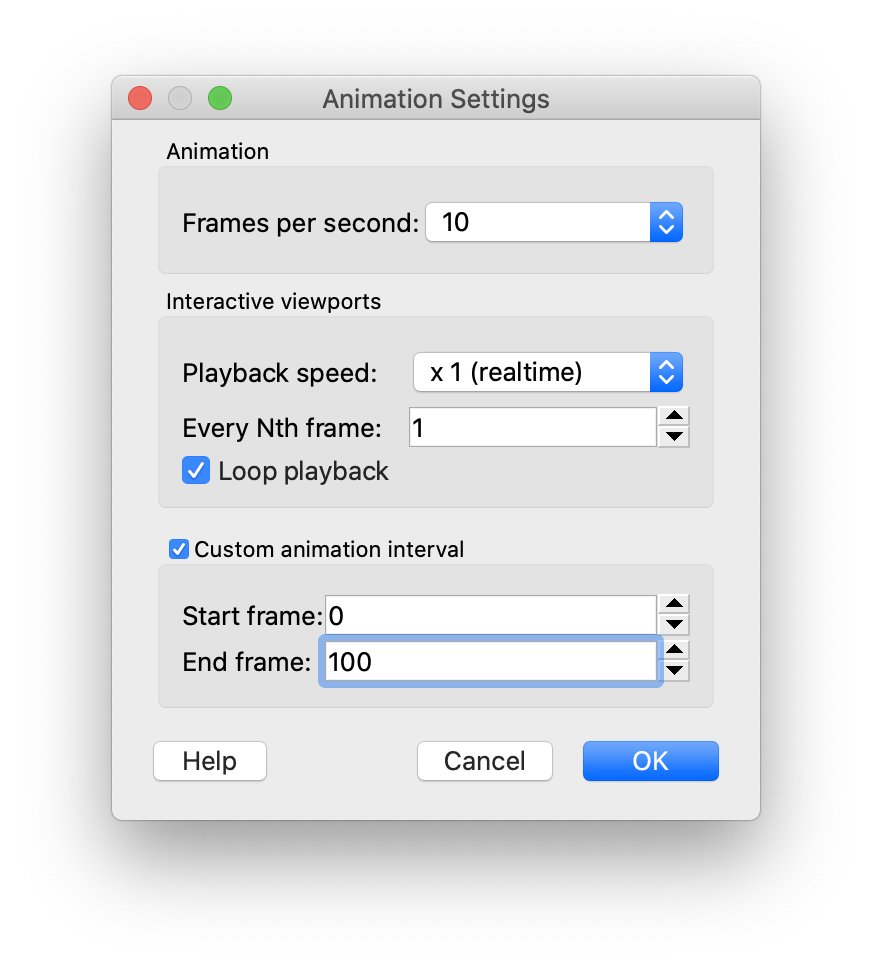 Animation Settings
Animation
Frames per second: 10
Interactive viewports
Playback speed: x 1 (realtime)
Every Nth frame: 1
Loop playback
Custom animation interval
Start frame: 0
End frame: 100
Help Cancel OK